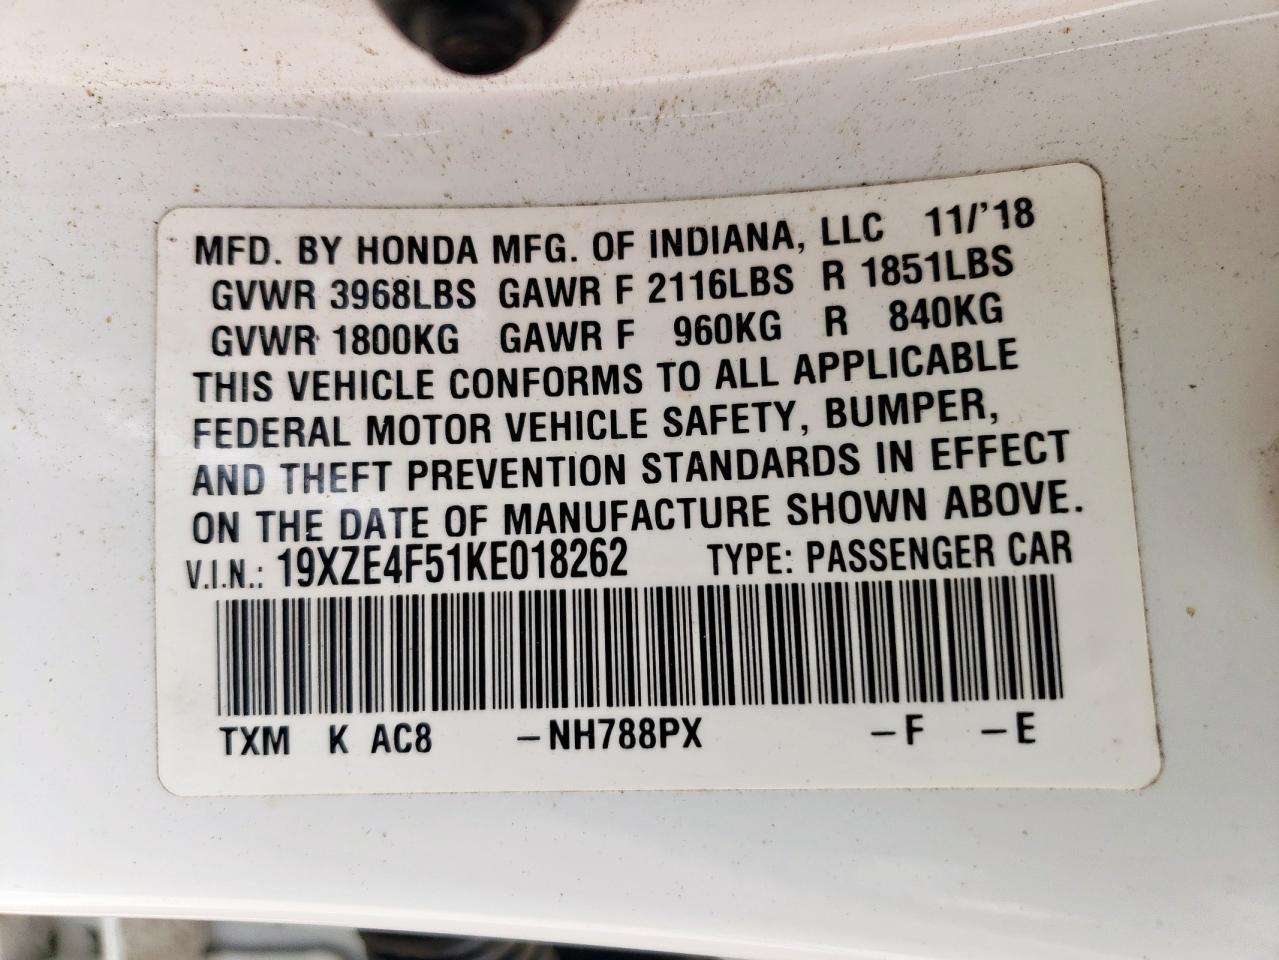 MFD. BY HONDA MFG. OF INDIANA, LLC 11/'18
GVWR 3968LBS GAWR F 2116LBS R 1851LBS
GVWR 1800KG GAWR F 960KG R 840KG
THIS VEHICLE CONFORMS TO ALL APPLICABLE
FEDERAL MOTOR VEHICLE SAFETY, BUMPER,
AND THEFT PREVENTION STANDARDS IN EFFECT
ON THE DATE OF MANUFACTURE SHOWN ABOVE.
V.I.N.: 19XZE4F51KE018262 TYPE: PASSENGER CAR
TXM K AC8 –NH788PX –F –E